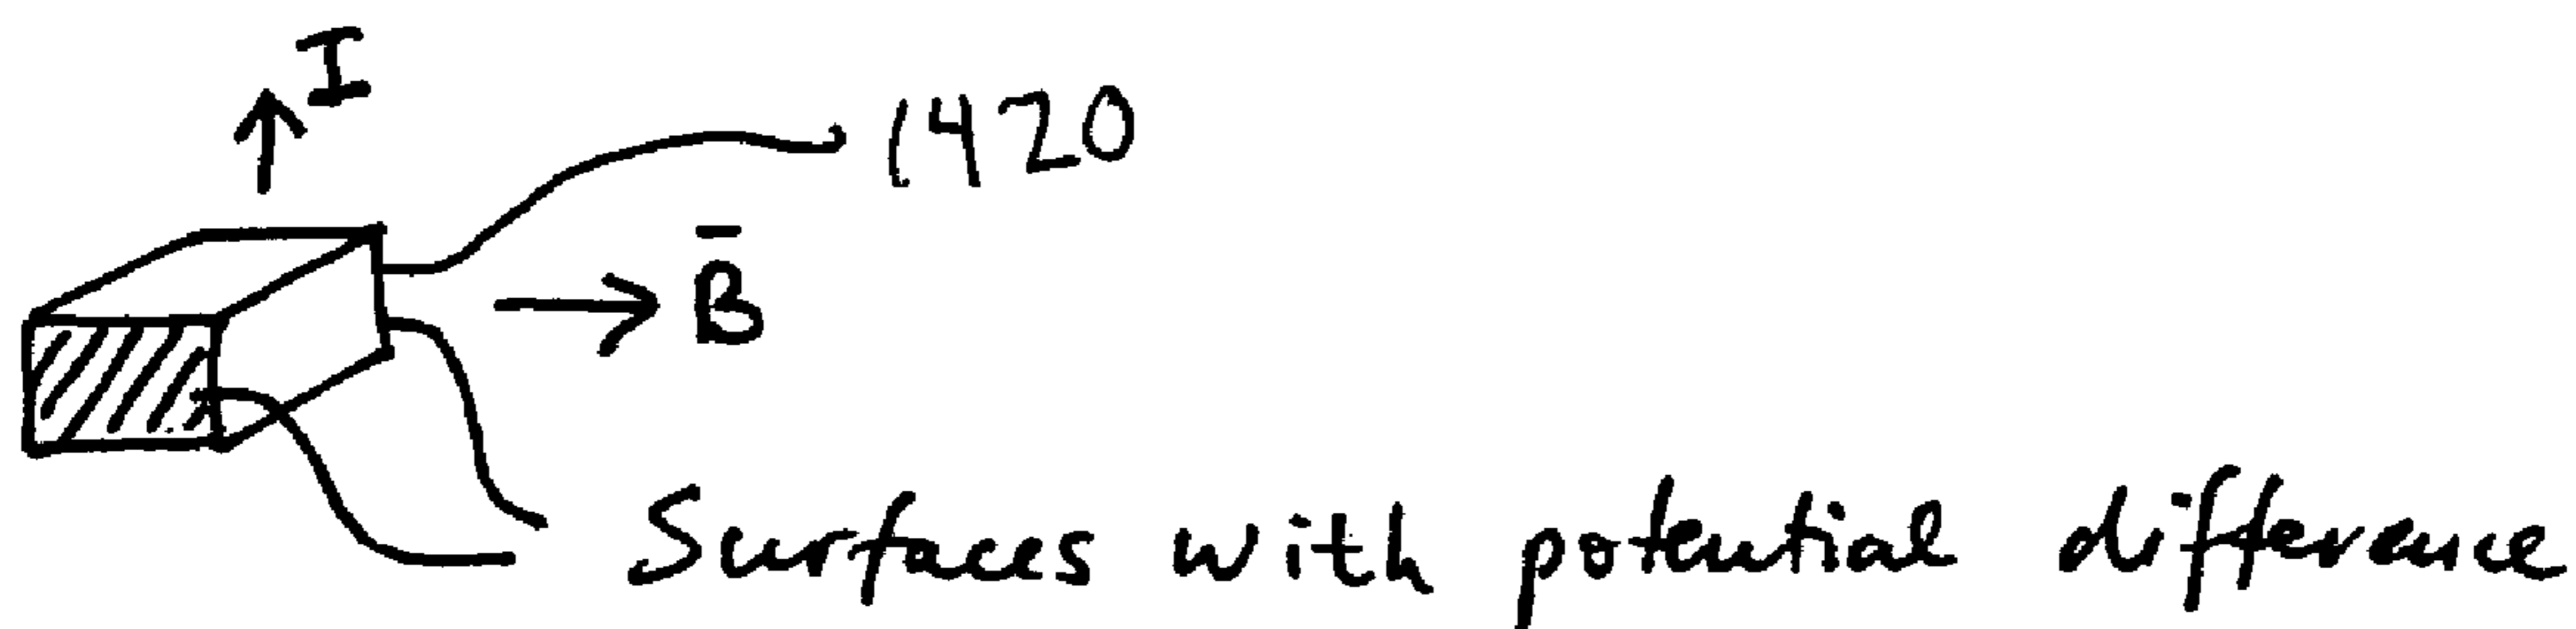 I
1420
B̄
Surfaces with potential difference